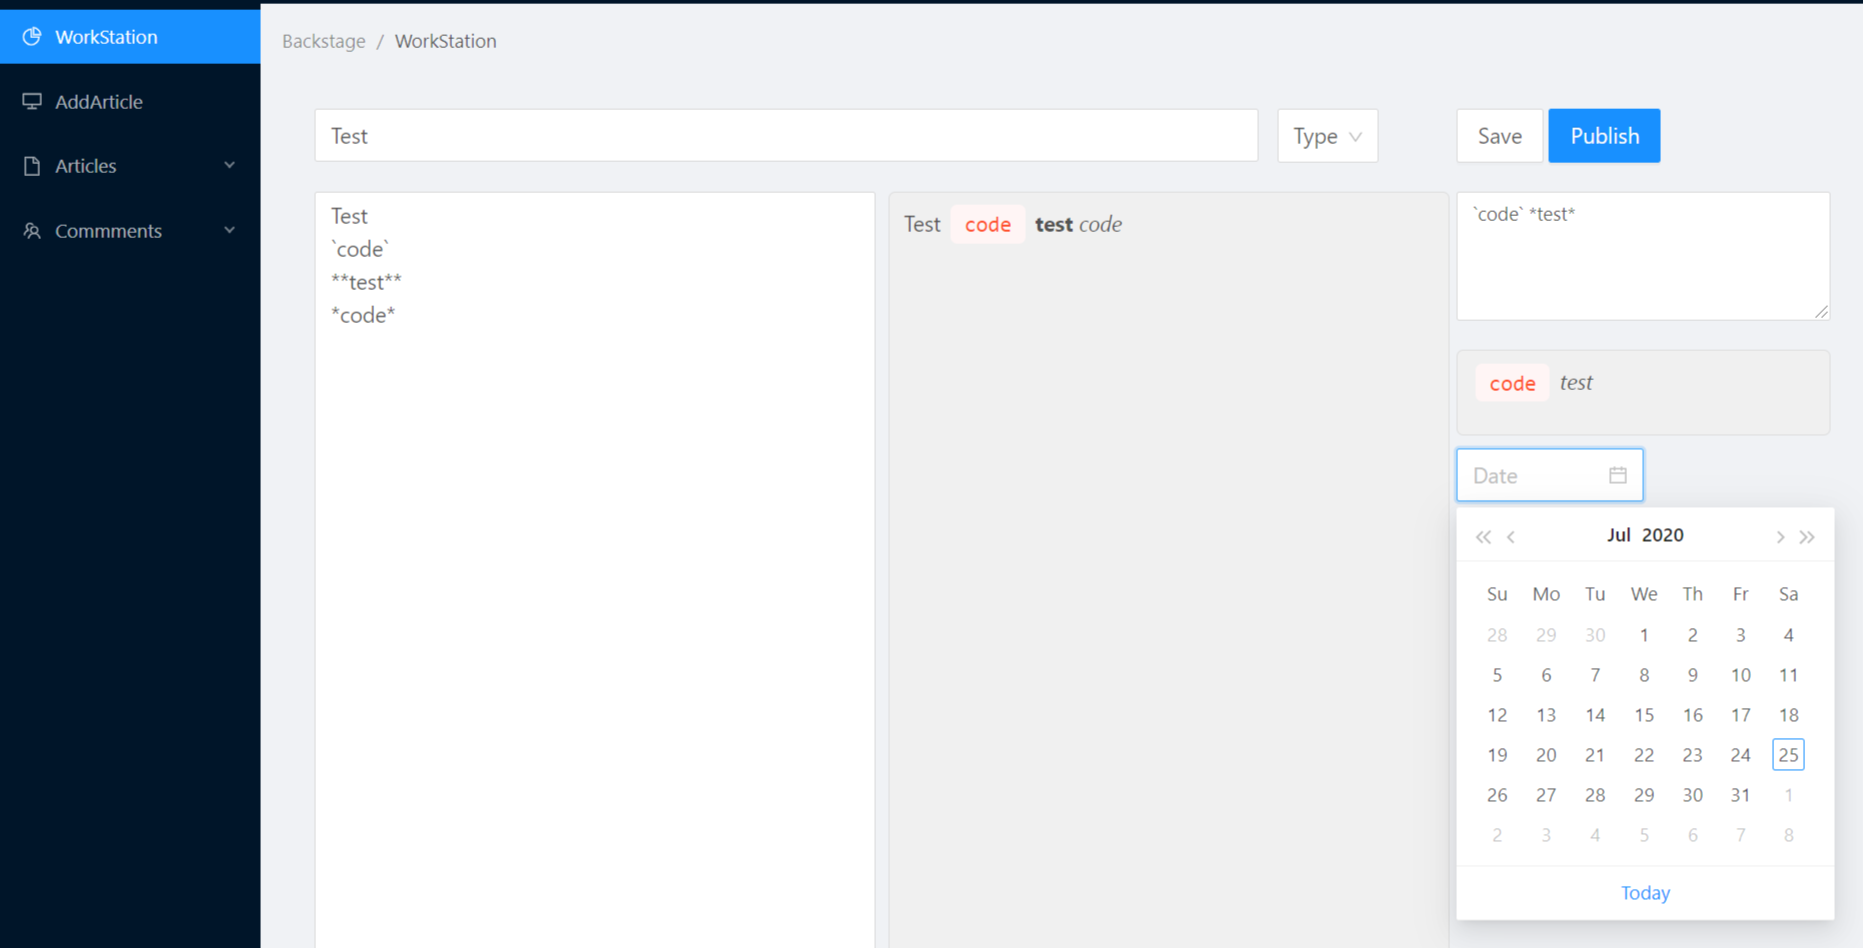 WorkStation
AddArticle
Articles
Commments
Backstage / WorkStation
Test
Type
Save
Publish
Test
`code`
**test**
*code*
Test code test code
`code` *test*
code test
Date
Jul 2020
Su Mo Tu We Th Fr Sa
28 29 30 1 2 3 4
5 6 7 8 9 10 11
12 13 14 15 16 17 18
19 20 21 22 23 24 25
26 27 28 29 30 31 1
2 3 4 5 6 7 8
Today